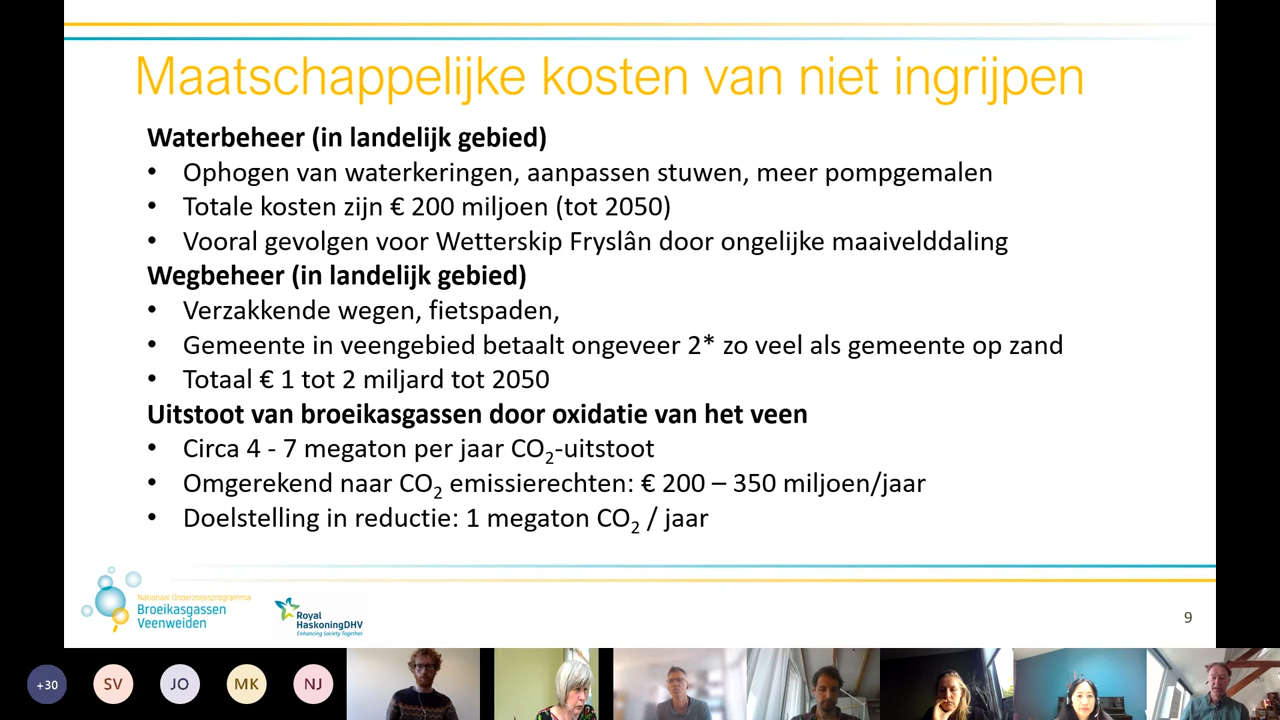 Maatschappelijke kosten van niet ingrijpen
Waterbeheer (in landelijk gebied)
• Ophogen van waterkeringen, aanpassen stuwen, meer pompgemalen
• Totale kosten zijn € 200 miljoen (tot 2050)
• Vooral gevolgen voor Wetterskip Fryslân door ongelijke maaivelddaling
Wegbeheer (in landelijk gebied)
• Verzakkende wegen, fietspaden,
• Gemeente in veengebied betaalt ongeveer 2* zo veel als gemeente op zand
• Totaal € 1 tot 2 miljard tot 2050
Uitstoot van broeikasgassen door oxidatie van het veen
• Circa 4 - 7 megaton per jaar CO₂-uitstoot
• Omgerekend naar CO₂ emissierechten: € 200 – 350 miljoen/jaar
• Doelstelling in reductie: 1 megaton CO₂ / jaar
Nationaal Onderzoeksprogramma
Broeikasgassen
Veenweiden
Royal
HaskoningDHV
Enhancing Society Together
9
+30 SV JO MK NJ